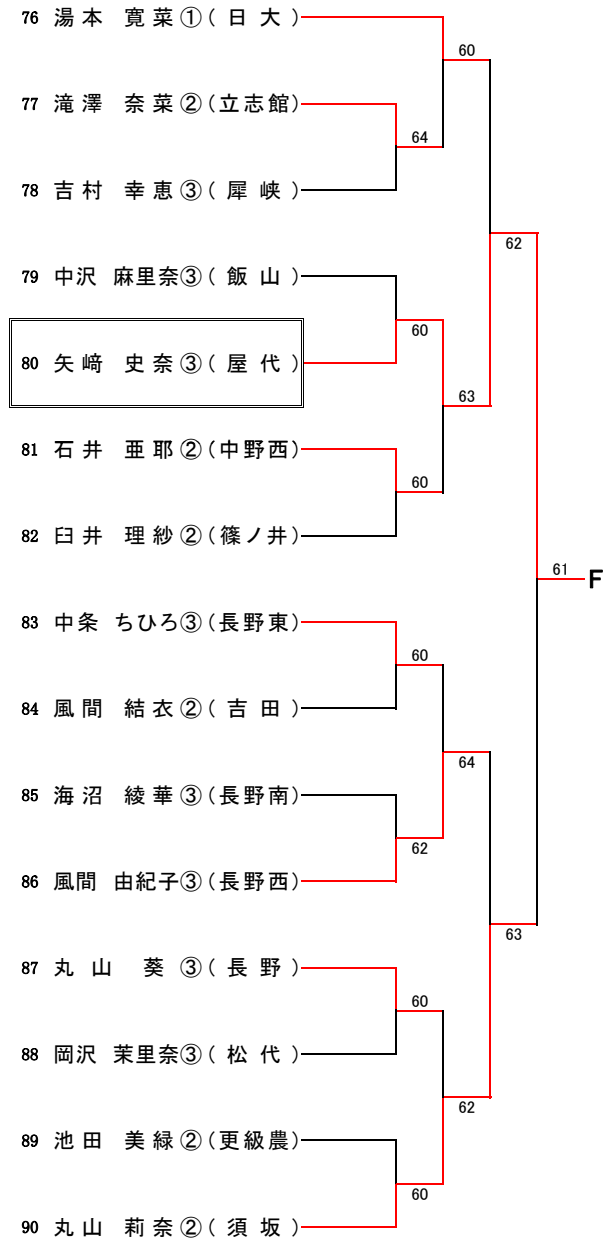 76 湯本 寛菜①(日大)
60
77 滝澤 奈菜②(立志館)
64
78 吉村 幸恵③(犀峡)
62
79 中沢 麻里奈③(飯山)
60
80 矢﨑 史奈③(屋代)
63
81 石井 亜耶②(中野西)
60
82 臼井 理紗②(篠ノ井)
61 F
83 中条 ちひろ③(長野東)
60
84 風間 結衣②(吉田)
64
85 海沼 綾華③(長野南)
62
86 風間 由紀子③(長野西)
63
87 丸山 葵③(長野)
60
88 岡沢 茉里奈③(松代)
62
89 池田 美緑②(更級農)
60
90 丸山 莉奈②(須坂)